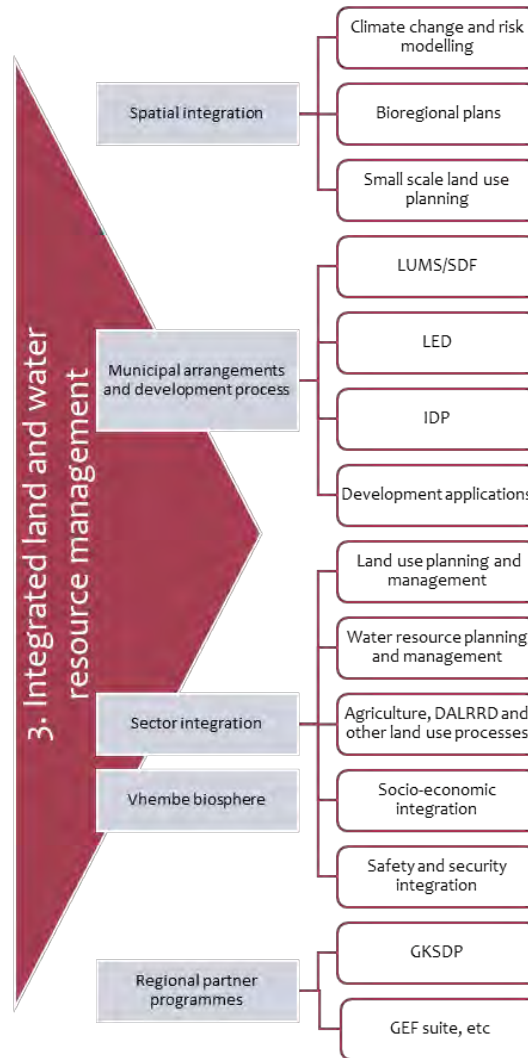 3. Integrated land and water
resource management
Spatial integration
Climate change and risk
modelling
Bioregional plans
Small scale land use
planning
Municipal arrangements
and development process
LUMS/SDF
LED
IDP
Development applications
Sector integration
Land use planning and
management
Water resource planning
and management
Agriculture, DALRRD and
other land use processes
Socio-economic
integration
Safety and security
integration
Vhembe biosphere
Regional partner
programmes
GKSDP
GEF suite, etc